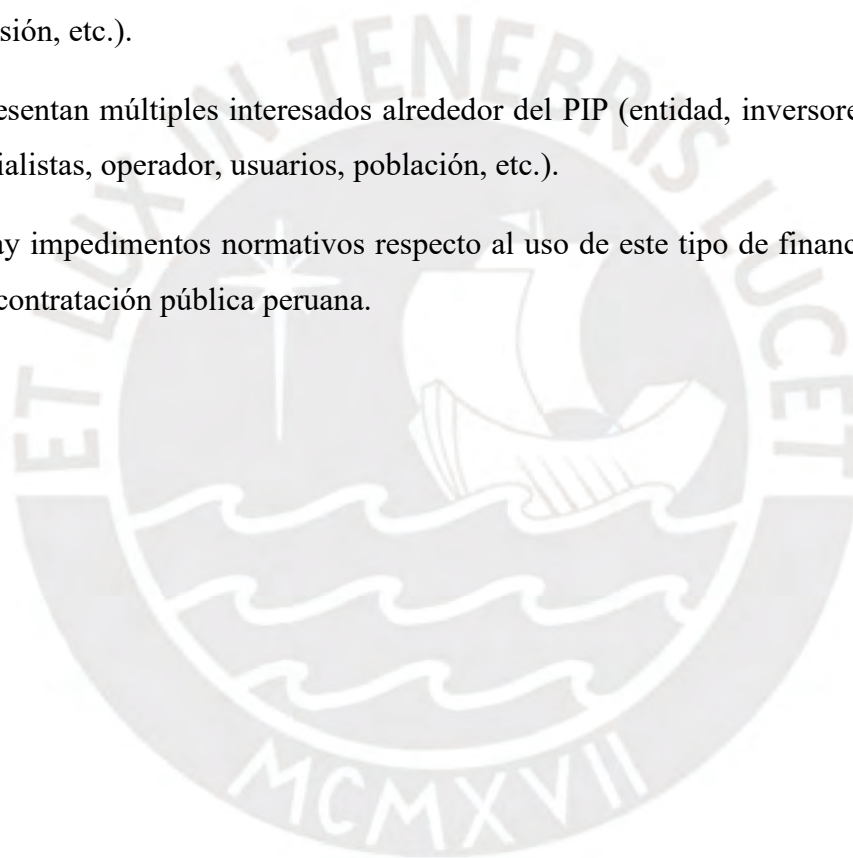 sión, etc.).
esentan múltiples interesados alrededor del PIP (entidad, inversore
ialistas, operador, usuarios, población, etc.).
ay impedimentos normativos respecto al uso de este tipo de financ
contratación pública peruana.
ET LUX IN TENEBRIS LUCET
MCMXVII